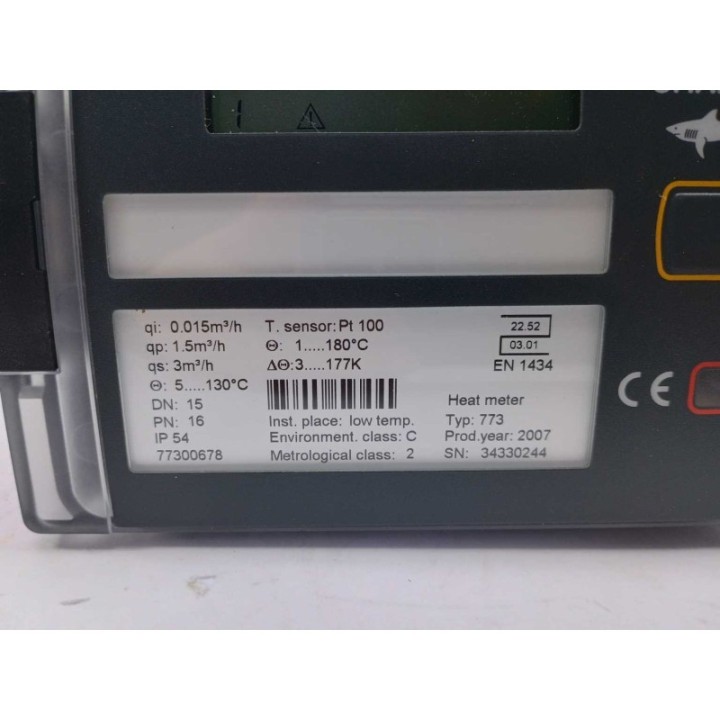 qi: 0.015m³/h
qp: 1.5m³/h
qs: 3m³/h
Θ: 5.....130°C
DN: 15
PN: 16
IP 54
77300678
T. sensor: Pt 100
Θ: 1.....180°C
ΔΘ:3.....177K
Inst. place: low temp.
Environment. class: C
Metrological class: 2
22.52
03.01
EN 1434
Heat meter
Typ: 773
Prod.year: 2007
SN: 34330244
CE